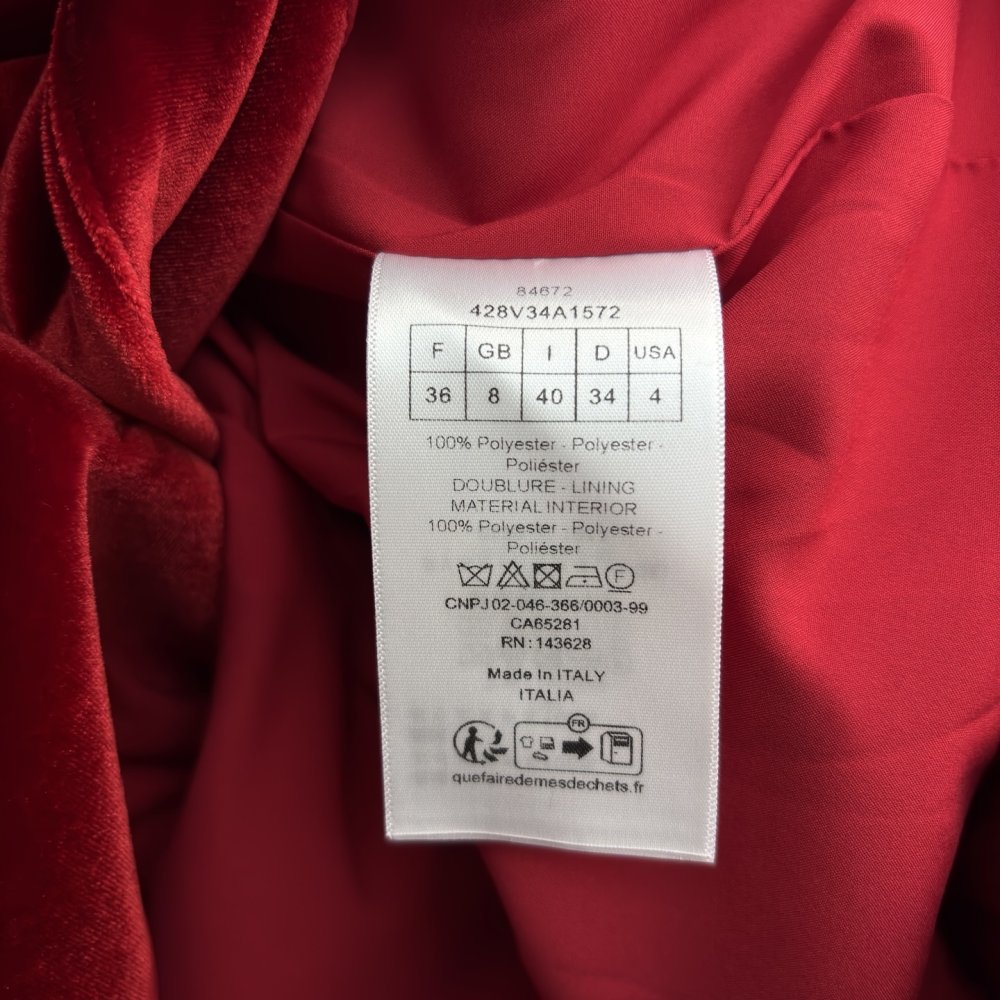 84672
428V34A1572
F GB I D USA
36 8 40 34 4
100% Polyester - Polyester -
Poliéster
DOUBLURE - LINING
MATERIAL INTERIOR
100% Polyester - Polyester -
Poliéster
F
CNPJ 02-046-366/0003-99
CA65281
RN : 143628
Made In ITALY
ITALIA
FR
quefairedemesdechets.fr